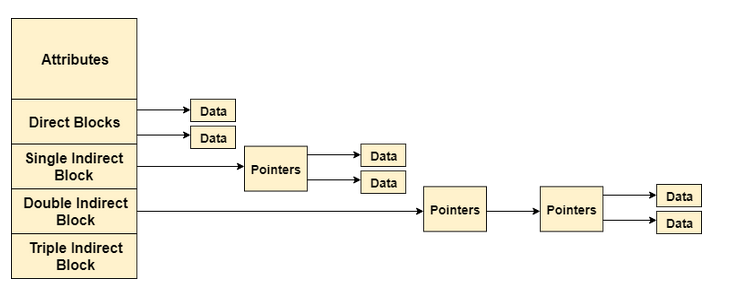 Attributes
Direct Blocks
Data
Data
Single Indirect
Block
Pointers
Data
Data
Double Indirect
Block
Pointers
Pointers
Data
Data
Triple Indirect
Block